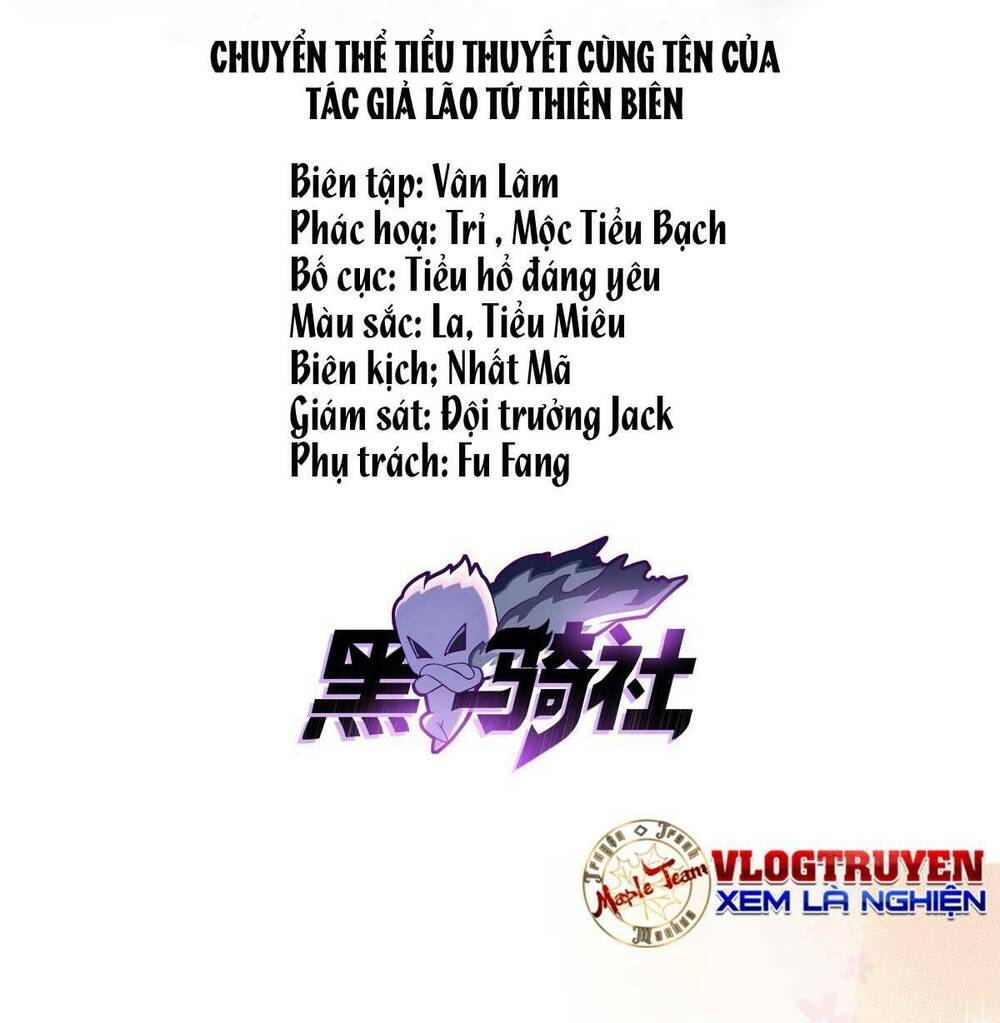 CHUYỂN THỂ TIỂU THUYẾT CÙNG TÊN CỦA
TÁC GIẢ LÃO TỨ THIÊN BIÊN
Biên tập: Vân Lâm
Phác hoạ: Trỉ , Mộc Tiểu Bạch
Bố cục: Tiểu hổ đáng yêu
Màu sắc: La, Tiểu Miêu
Biên kịch; Nhất Mã
Giám sát: Đội trưởng Jack
Phụ trách: Fu Fang
黑马骑社
Truyện Tranh
Maple Team
Manhua
VLOGTRUYEN
XEM LÀ NGHIỆN